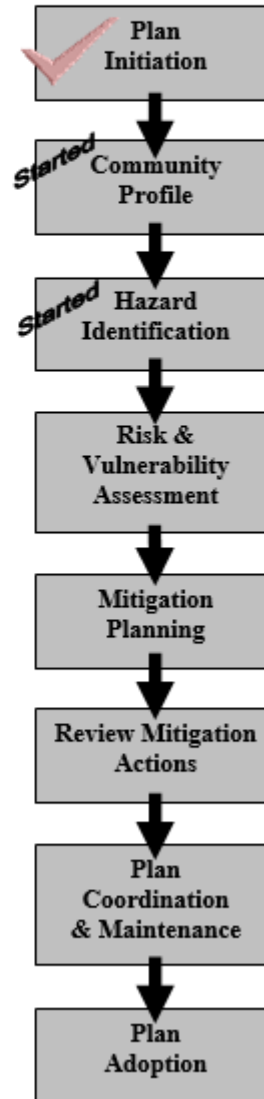 Plan
Initiation
Started
Community
Profile
Started
Hazard
Identification
Risk &
Vulnerability
Assessment
Mitigation
Planning
Review Mitigation
Actions
Plan
Coordination
& Maintenance
Plan
Adoption